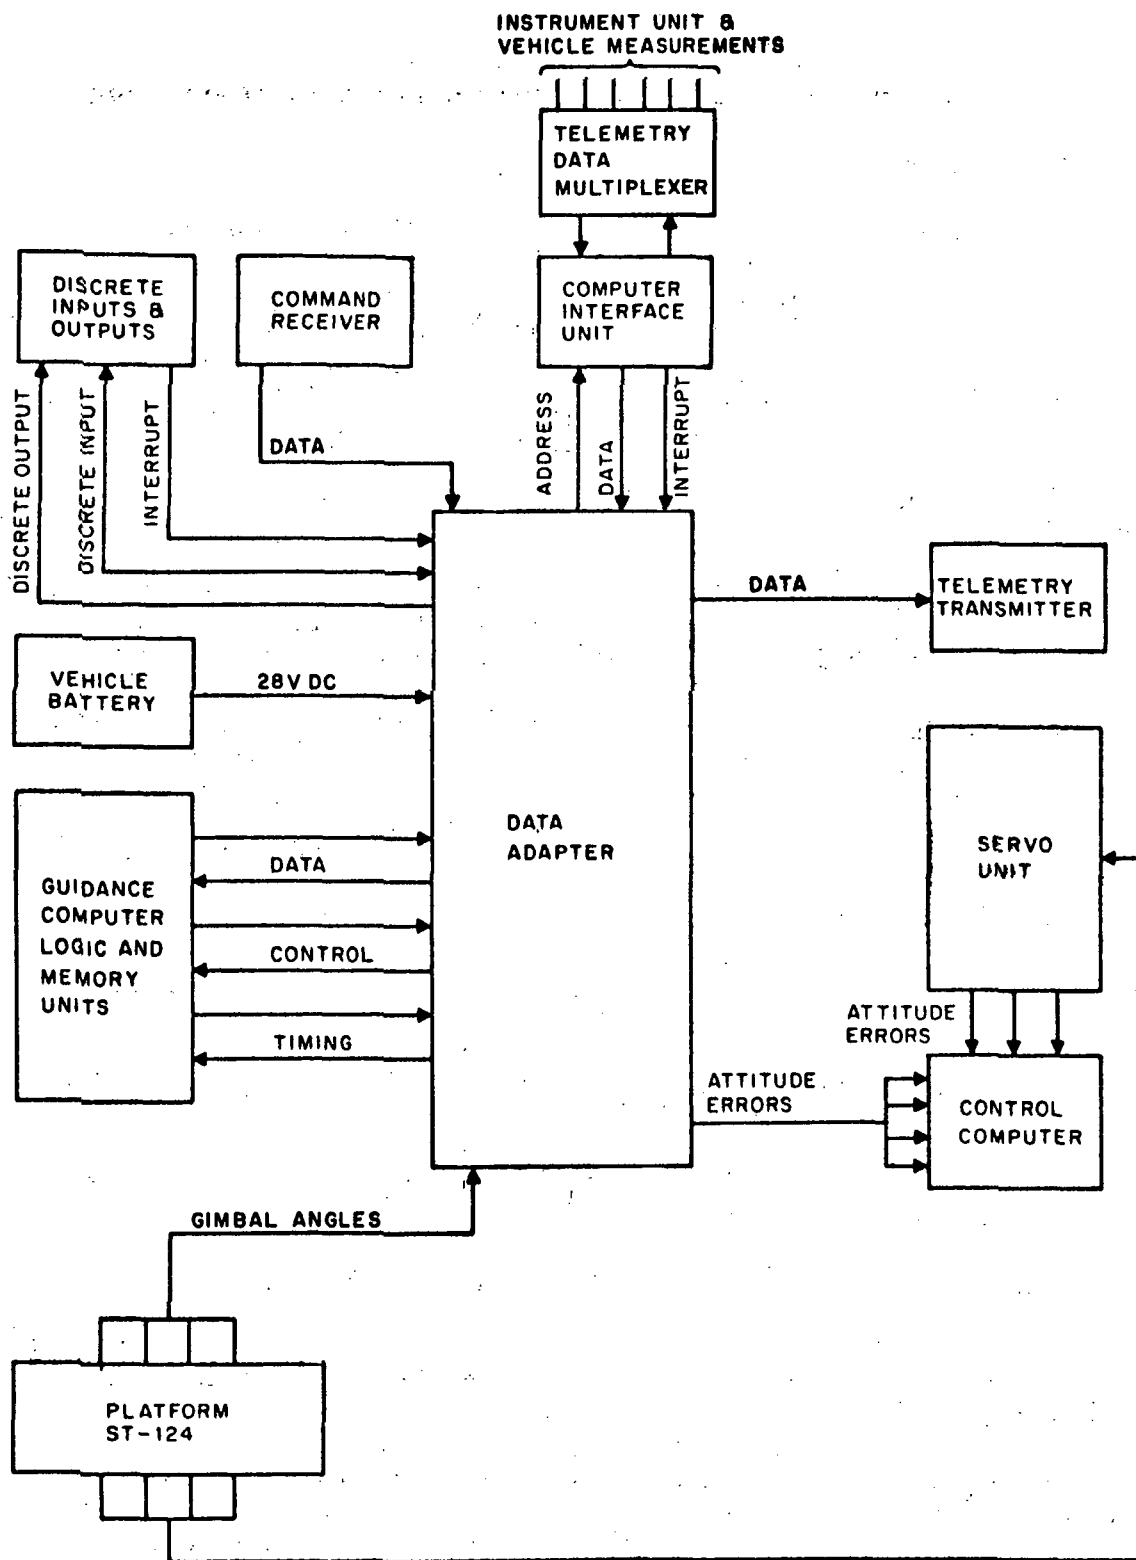 INSTRUMENT UNIT &
VEHICLE MEASUREMENTS
TELEMETRY
DATA
MULTIPLEXER
DISCRETE
INPUTS &
OUTPUTS
COMMAND
RECEIVER
COMPUTER
INTERFACE
UNIT
DISCRETE OUTPUT
DISCRETE INPUT
INTERRUPT
DATA
ADDRESS
DATA
INTERRUPT
DATA
TELEMETRY
TRANSMITTER
VEHICLE
BATTERY
28V DC
DATA
ADAPTER
SERVO
UNIT
GUIDANCE
COMPUTER
LOGIC AND
MEMORY
UNITS
DATA
CONTROL
TIMING
ATTITUDE
ERRORS
ATTITUDE
ERRORS
CONTROL
COMPUTER
GIMBAL ANGLES
PLATFORM
ST-124